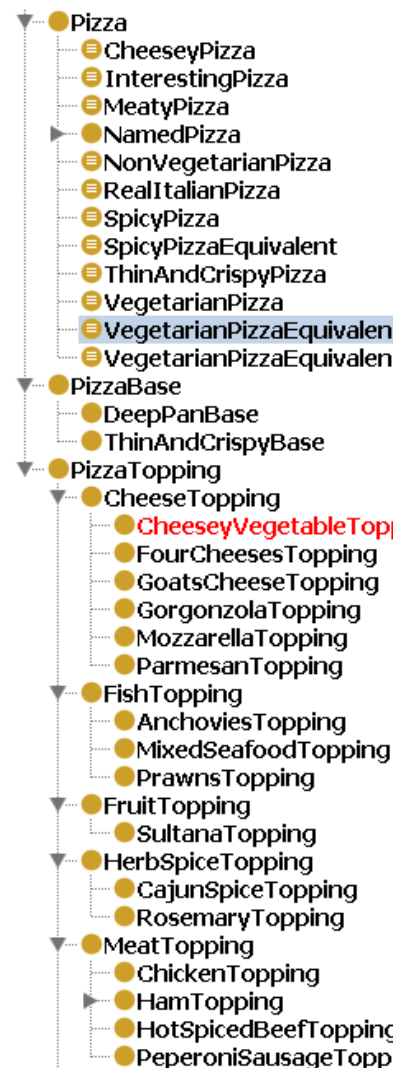 Pizza
CheeseyPizza
InterestingPizza
MeatyPizza
NamedPizza
NonVegetarianPizza
RealItalianPizza
SpicyPizza
SpicyPizzaEquivalent
ThinAndCrispyPizza
VegetarianPizza
VegetarianPizzaEquivalen
VegetarianPizzaEquivalen
PizzaBase
DeepPanBase
ThinAndCrispyBase
PizzaTopping
CheeseTopping
CheeseyVegetableTopp
FourCheesesTopping
GoatsCheeseTopping
GorgonzolaTopping
MozzarellaTopping
ParmesanTopping
FishTopping
AnchoviesTopping
MixedSeafoodTopping
PrawnsTopping
FruitTopping
SultanaTopping
HerbSpiceTopping
CajunSpiceTopping
RosemaryTopping
MeatTopping
ChickenTopping
HamTopping
HotSpicedBeefTopping
PeperoniSausageTopp